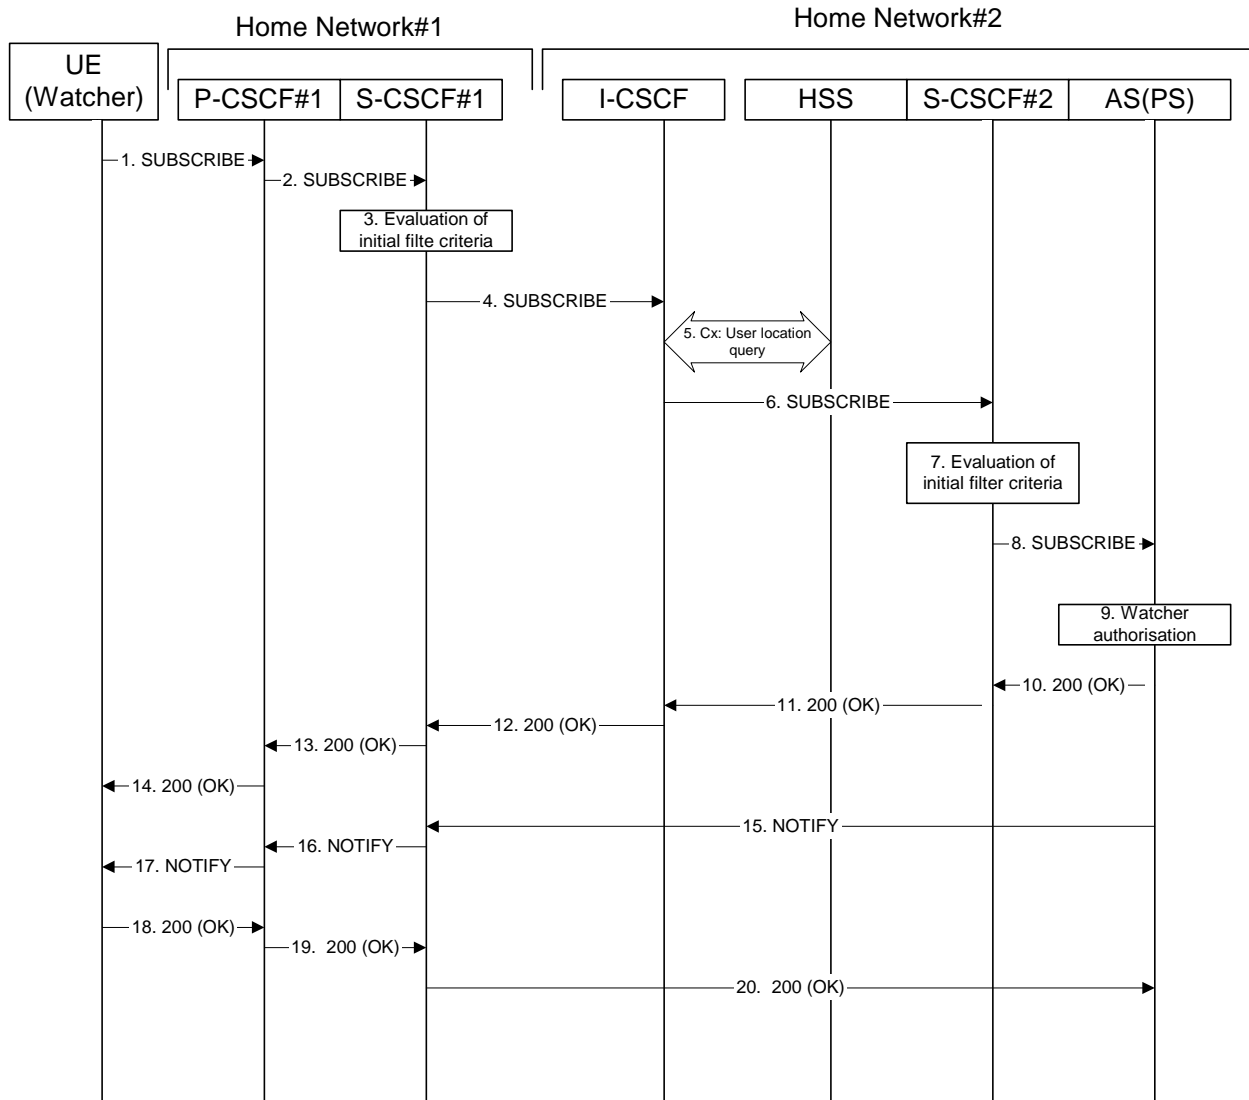 Home Network#1
Home Network#2
UE
(Watcher)
P-CSCF#1
S-CSCF#1
I-CSCF
HSS
S-CSCF#2
AS(PS)
1. SUBSCRIBE
2. SUBSCRIBE
3. Evaluation of
initial filte criteria
4. SUBSCRIBE
5. Cx: User location
query
6. SUBSCRIBE
7. Evaluation of
initial filter criteria
8. SUBSCRIBE
9. Watcher
authorisation
10. 200 (OK)
11. 200 (OK)
12. 200 (OK)
13. 200 (OK)
14. 200 (OK)
15. NOTIFY
16. NOTIFY
17. NOTIFY
18. 200 (OK)
19. 200 (OK)
20. 200 (OK)